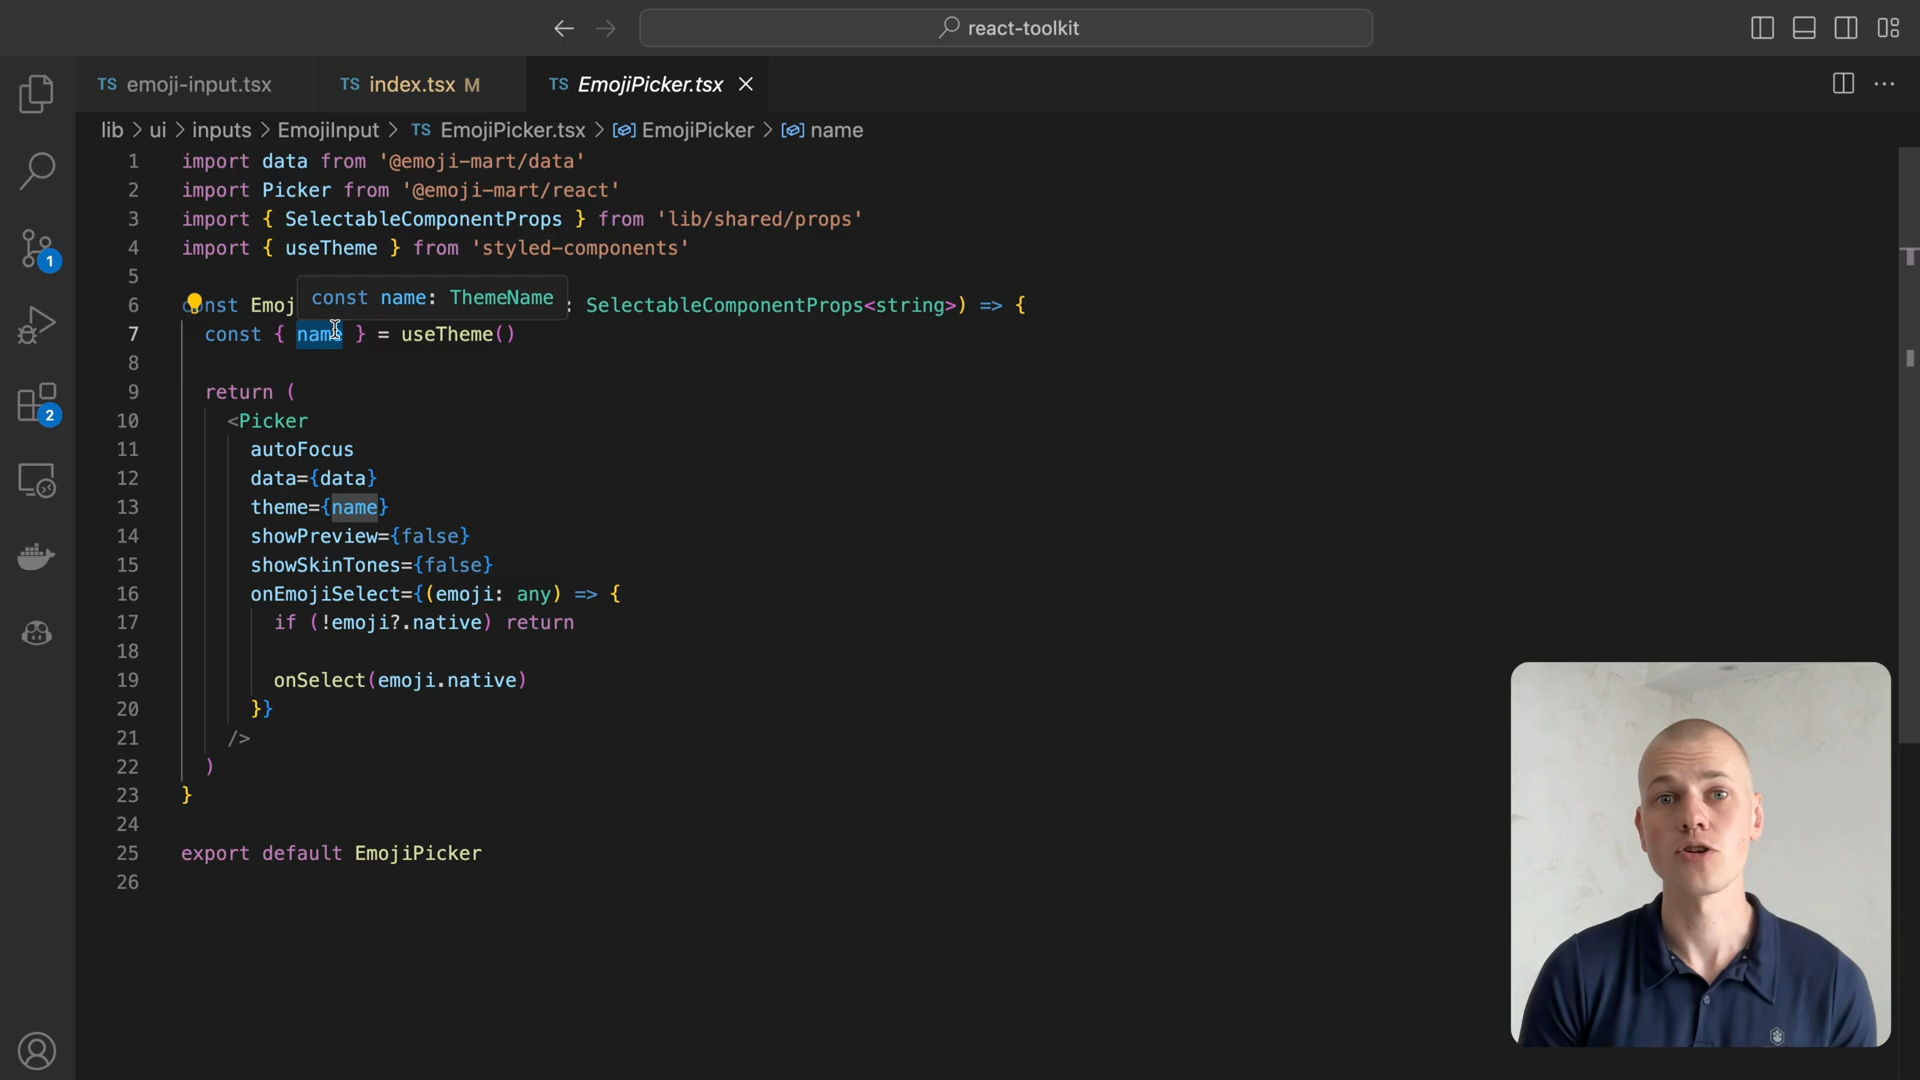 react-toolkit
TS emoji-input.tsx
TS index.tsx M
TS EmojiPicker.tsx
lib > ui > inputs > EmojiInput > TS EmojiPicker.tsx > EmojiPicker > name
1 import data from '@emoji-mart/data'
2 import Picker from '@emoji-mart/react'
3 import { SelectableComponentProps } from 'lib/shared/props'
4 import { useTheme } from 'styled-components'
5
const name: ThemeName
6 const Emoj : SelectableComponentProps<string>) => {
7 const { name } = useTheme()
8
9 return (
10 <Picker
11 autoFocus
12 data={data}
13 theme={name}
14 showPreview={false}
15 showSkinTones={false}
16 onEmojiSelect={(emoji: any) => {
17 if (!emoji?.native) return
18
19 onSelect(emoji.native)
20 }}
21 />
22 )
23 }
24
25 export default EmojiPicker
26
1
2